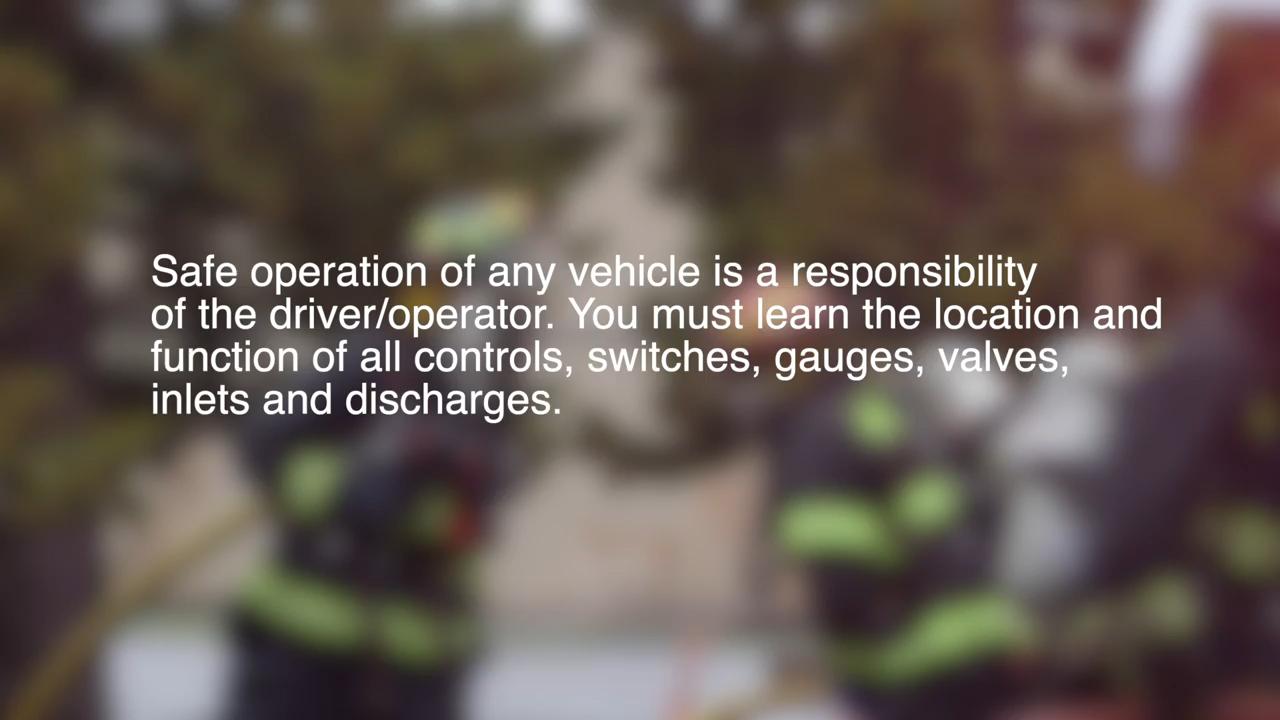 Safe operation of any vehicle is a responsibility
of the driver/operator. You must learn the location and
function of all controls, switches, gauges, valves,
inlets and discharges.